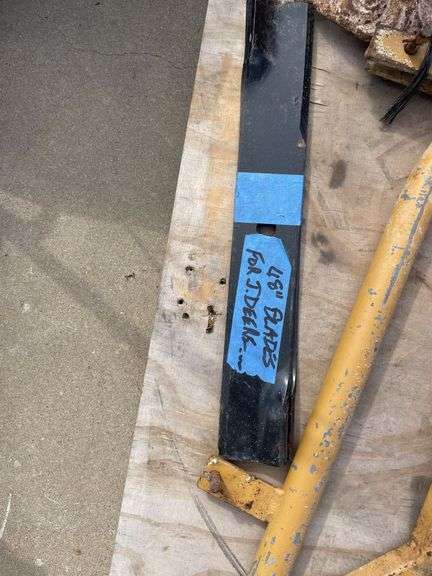 48" BLADES
FOR J. DEERE...